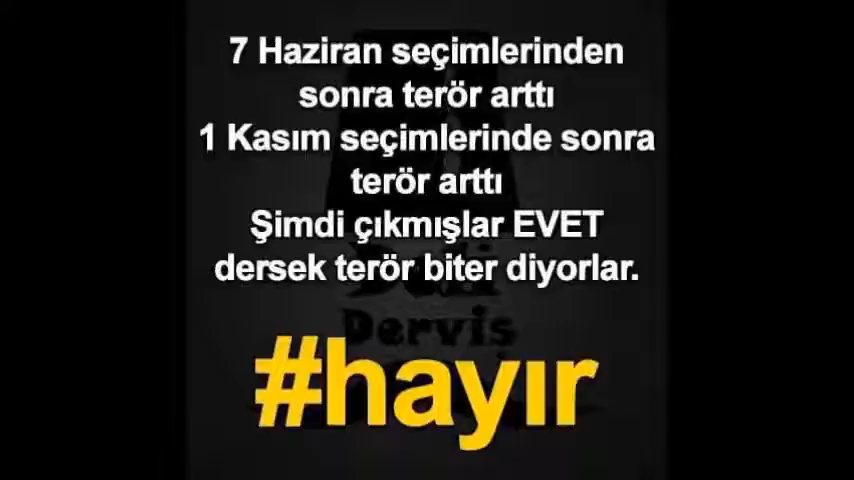 7 Haziran seçimlerinden
sonra terör arttı
1 Kasım seçimlerinde sonra
terör arttı
Şimdi çıkmışlar EVET
dersek terör biter diyorlar.
Deli
Derviş
#hayır